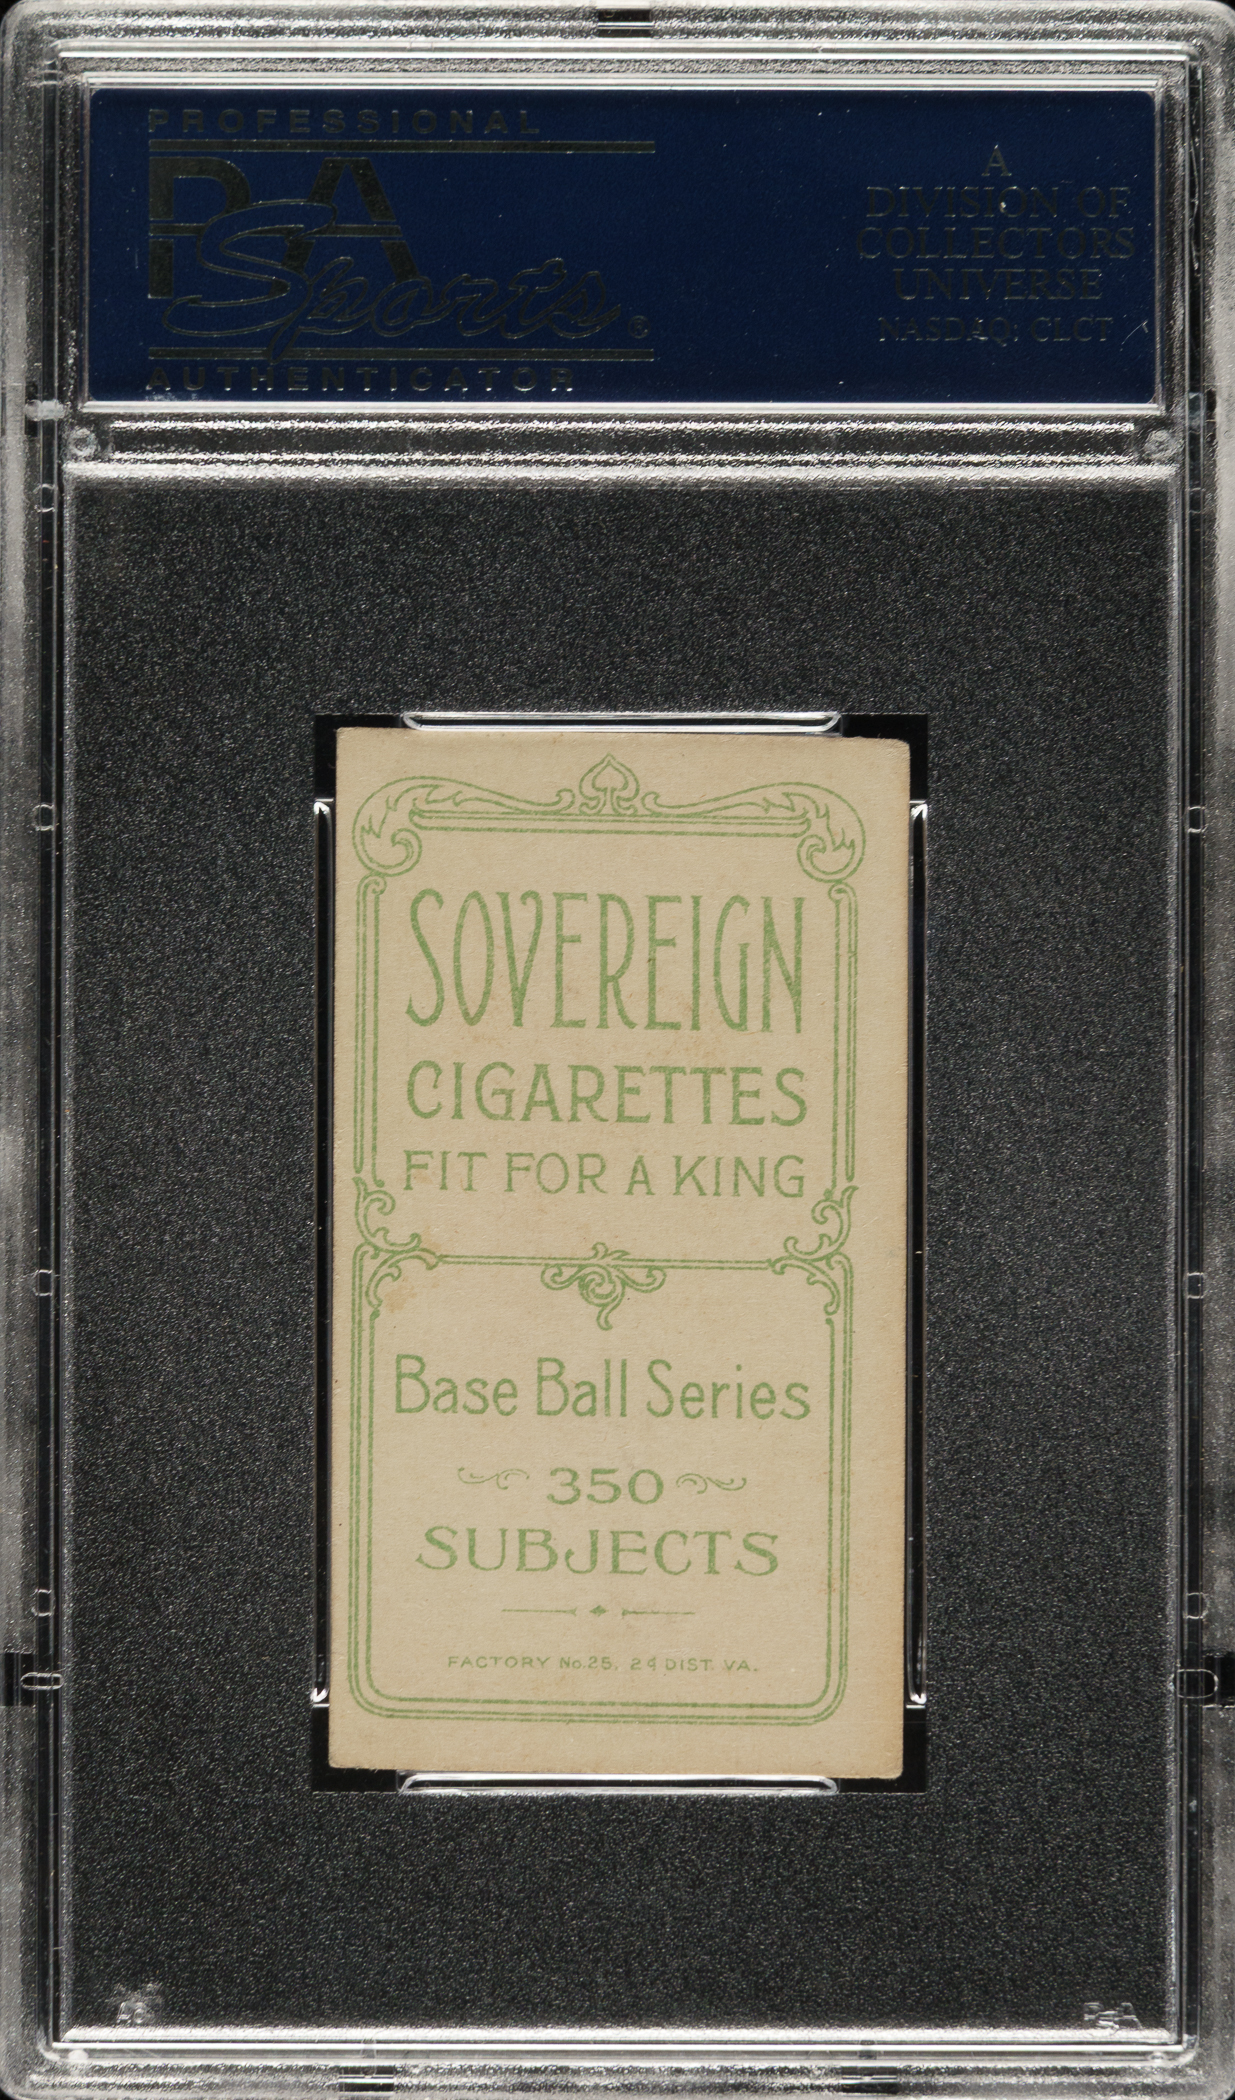 PROFESSIONAL
PSA
Sports ®
AUTHENTICATOR
A
DIVISION OF
COLLECTORS
UNIVERSE
NASDAQ: CLCT
SOVEREIGN
CIGARETTES
FIT FOR A KING
Base Ball Series
350
SUBJECTS
FACTORY No. 25, 2d DIST. VA.
PSA